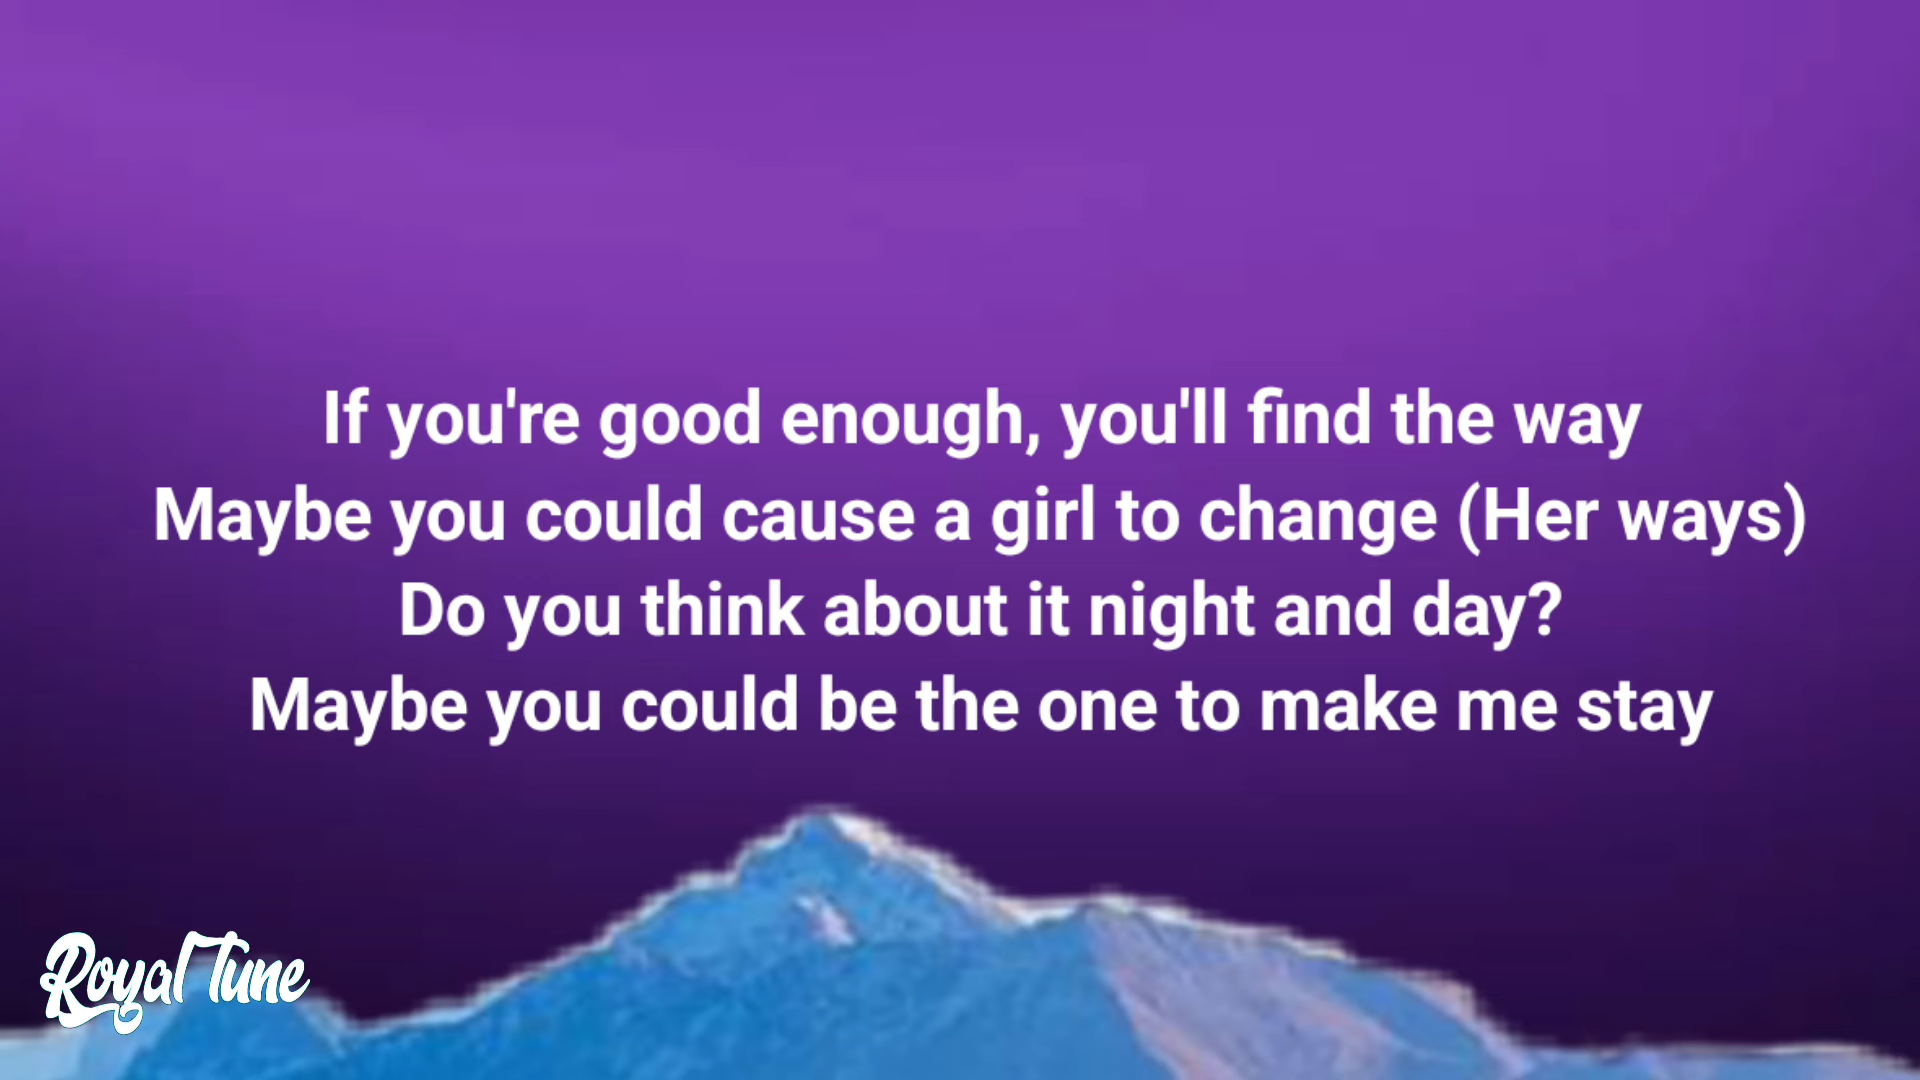 If you're good enough, you'll find the way
Maybe you could cause a girl to change (Her ways)
Do you think about it night and day?
Maybe you could be the one to make me stay
Royal Tune